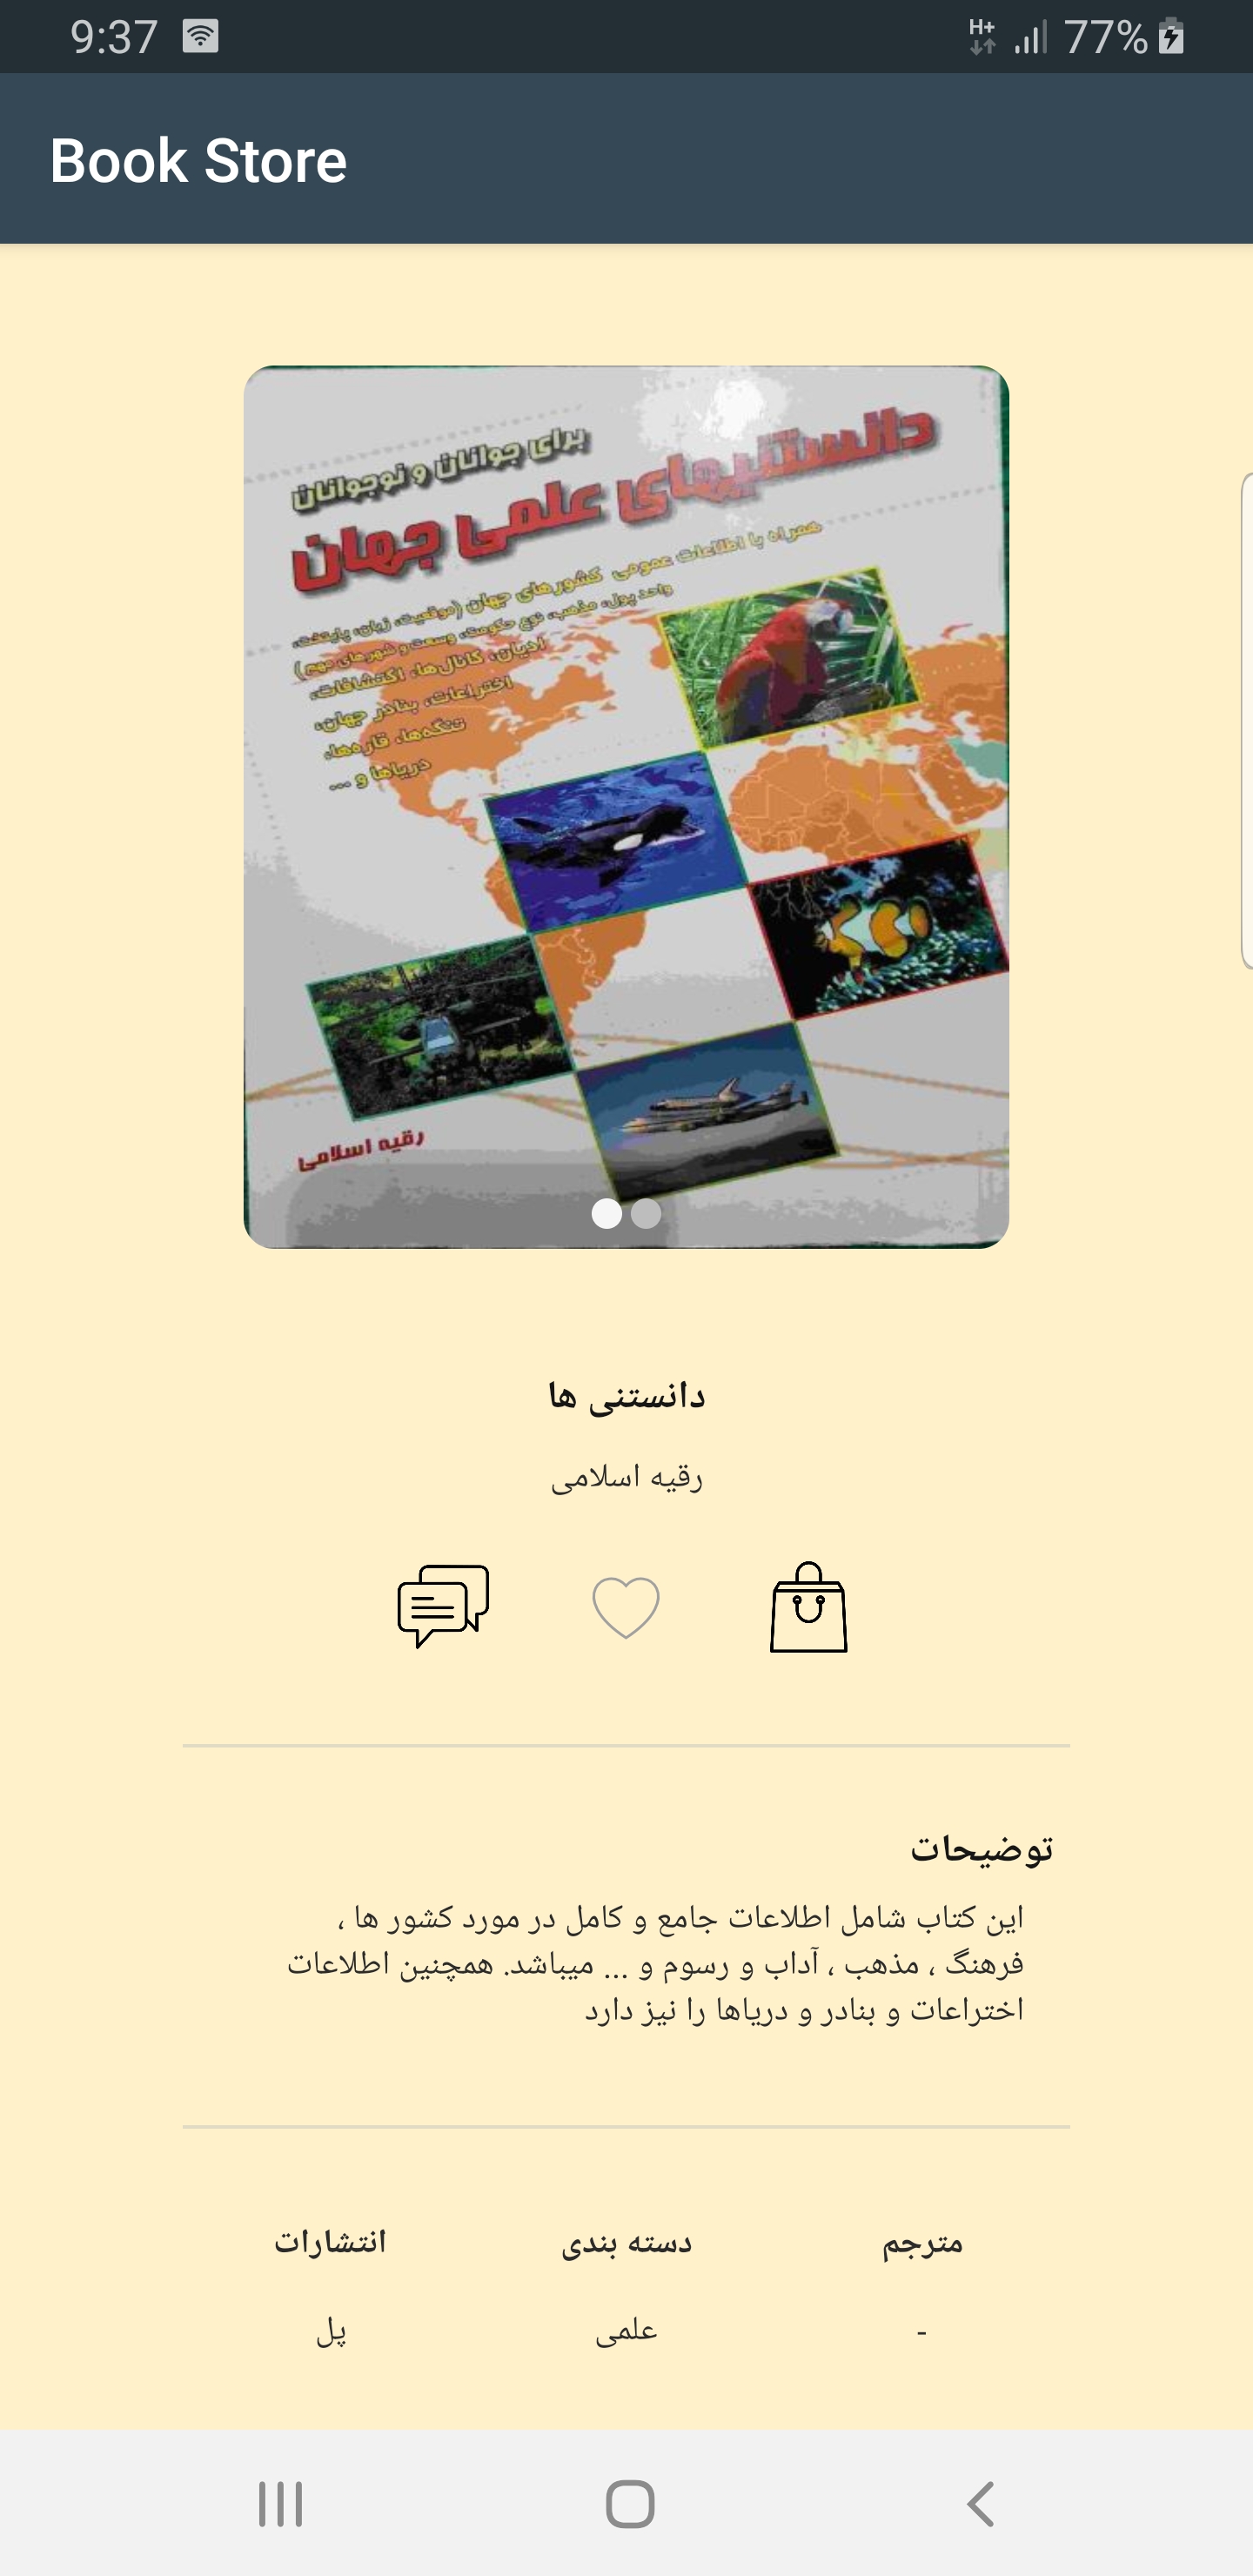 9:37
H+
77%
Book Store
برای جوانان و نوجوانان
دانستنیهای علمی جهان
همراه با اطلاعات عمومی کشورهای جهان (موقعیت، زبان، پایتخت،
واحد پول، مذهب، نوع حکومت، وسعت و شهرهای مهم)
ادیان، کانال‌ها، اکتشافات،
اختراعات، بنادر جهان،
تنگه‌ها، قاره‌ها،
دریاها و ...
رقیه اسلامی
دانستنی ها
رقیه اسلامی
توضیحات
این کتاب شامل اطلاعات جامع و کامل در مورد کشور ها ،
فرهنگ ، مذهب ، آداب و رسوم و ... میباشد. همچنین اطلاعات
اختراعات و بنادر و دریاها را نیز دارد
مترجم دسته بندی انتشارات
- علمی پل